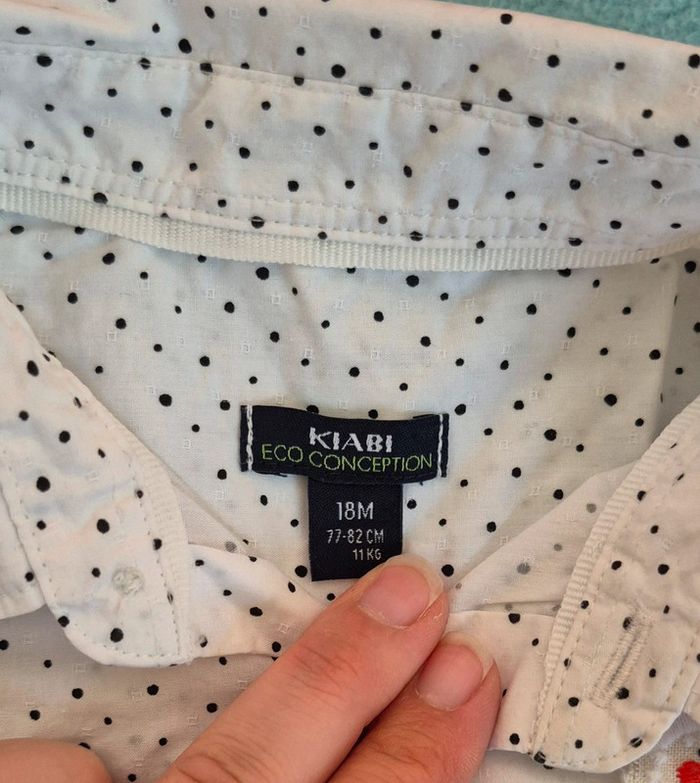 KIABI
ECO CONCEPTION
18M
77-82 CM
11 KG